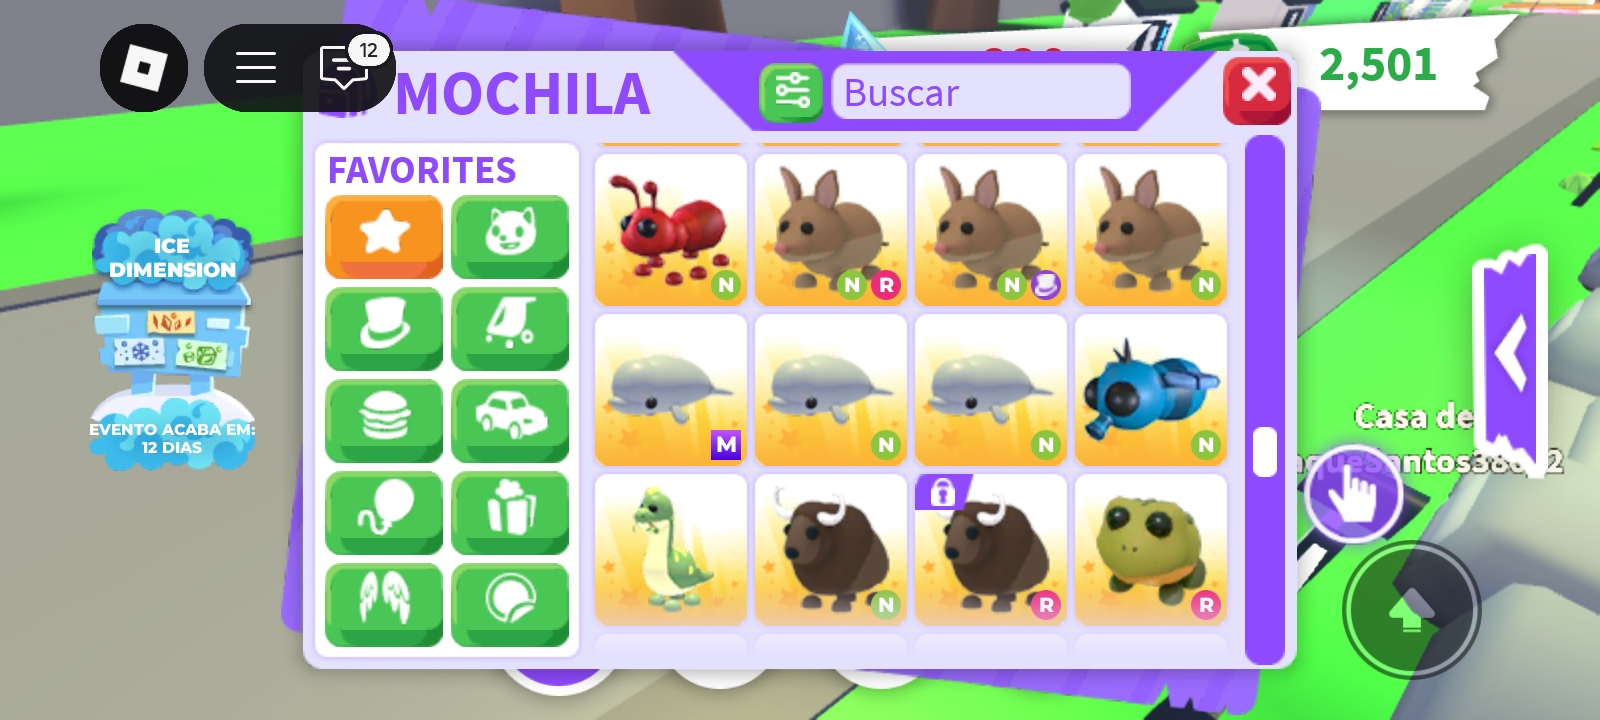 12
MOCHILA
Buscar
2,501
FAVORITES
N
N R
N
N
ICE
DIMENSION
M
N
N
N
EVENTO ACABA EM:
12 DIAS
Casa de
N
R
R